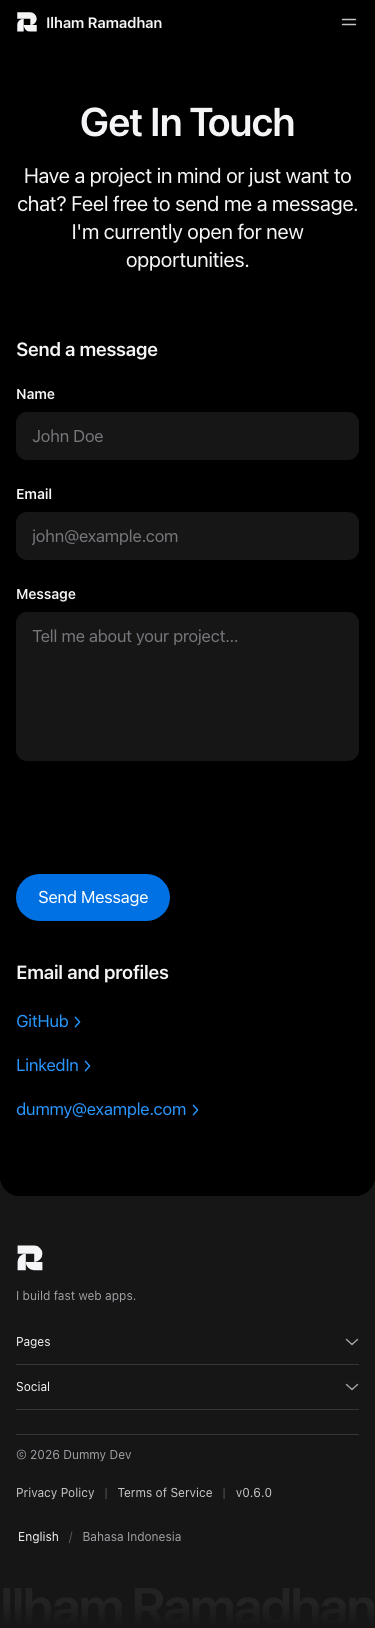 Ilham Ramadhan
Get In Touch
Have a project in mind or just want to
chat? Feel free to send me a message.
I'm currently open for new
opportunities.
Send a message
Name
John Doe
Email
john@example.com
Message
Tell me about your project...
Send Message
Email and profiles
GitHub
LinkedIn
dummy@example.com
I build fast web apps.
Pages
Social
© 2026 Dummy Dev
Privacy Policy | Terms of Service | v0.6.0
English / Bahasa Indonesia
Ilham Ramadhan